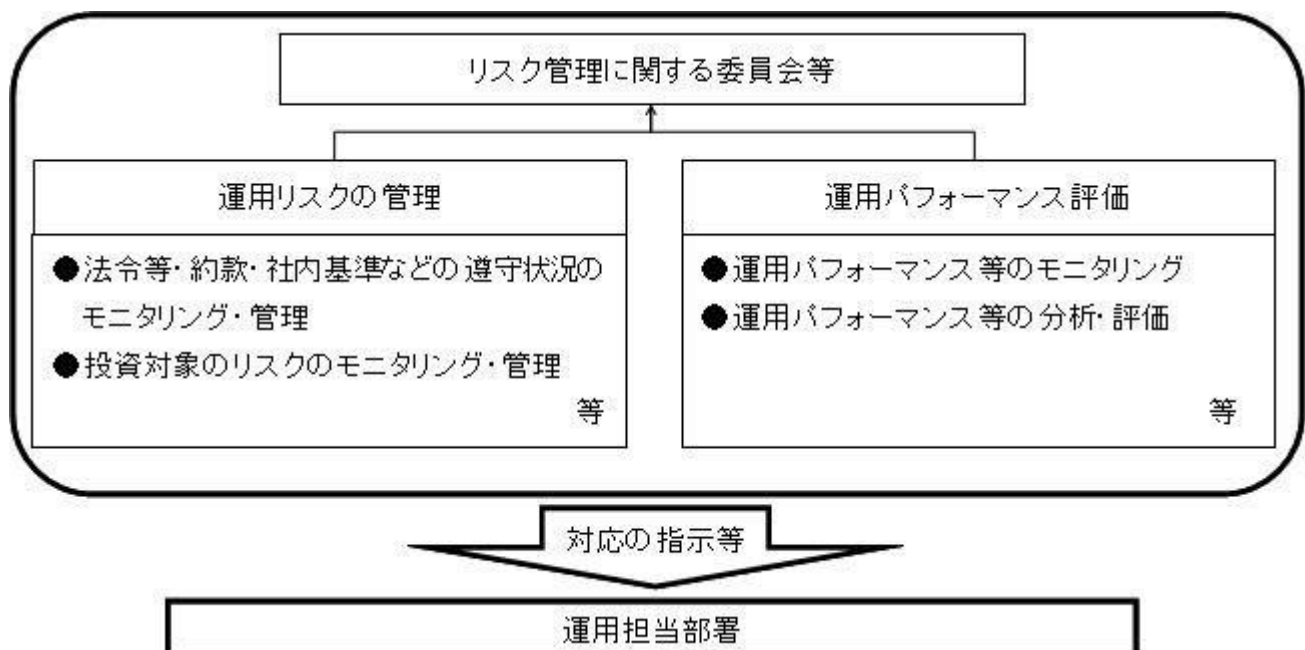 リスク管理に関する委員会等
運用リスクの管理
●法令等・約款・社内基準などの遵守状況の
モニタリング・管理
●投資対象のリスクのモニタリング・管理
等
運用パフォーマンス評価
●運用パフォーマンス等のモニタリング
●運用パフォーマンス等の分析・評価
等
対応の指示等
運用担当部署